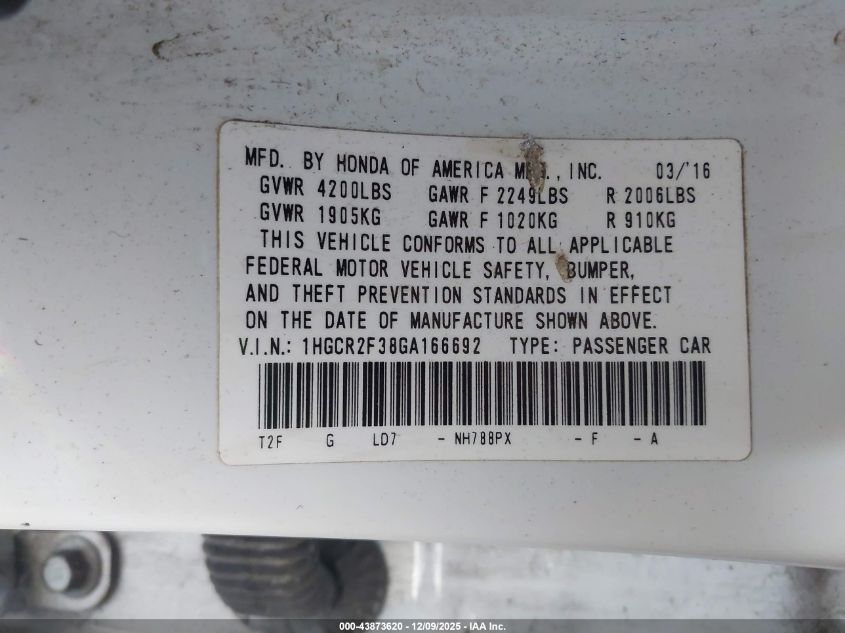 MFD. BY HONDA OF AMERICA MFG., INC. 03/'16
GVWR 4200LBS GAWR F 2249LBS R 2006LBS
GVWR 1905KG GAWR F 1020KG R 910KG
THIS VEHICLE CONFORMS TO ALL APPLICABLE
FEDERAL MOTOR VEHICLE SAFETY, BUMPER,
AND THEFT PREVENTION STANDARDS IN EFFECT
ON THE DATE OF MANUFACTURE SHOWN ABOVE.
V.I.N.: 1HGCR2F38GA166692 TYPE: PASSENGER CAR
T2F G LD7 - NH788PX - F - A
000-43873620 - 12/09/2025 - IAA Inc.